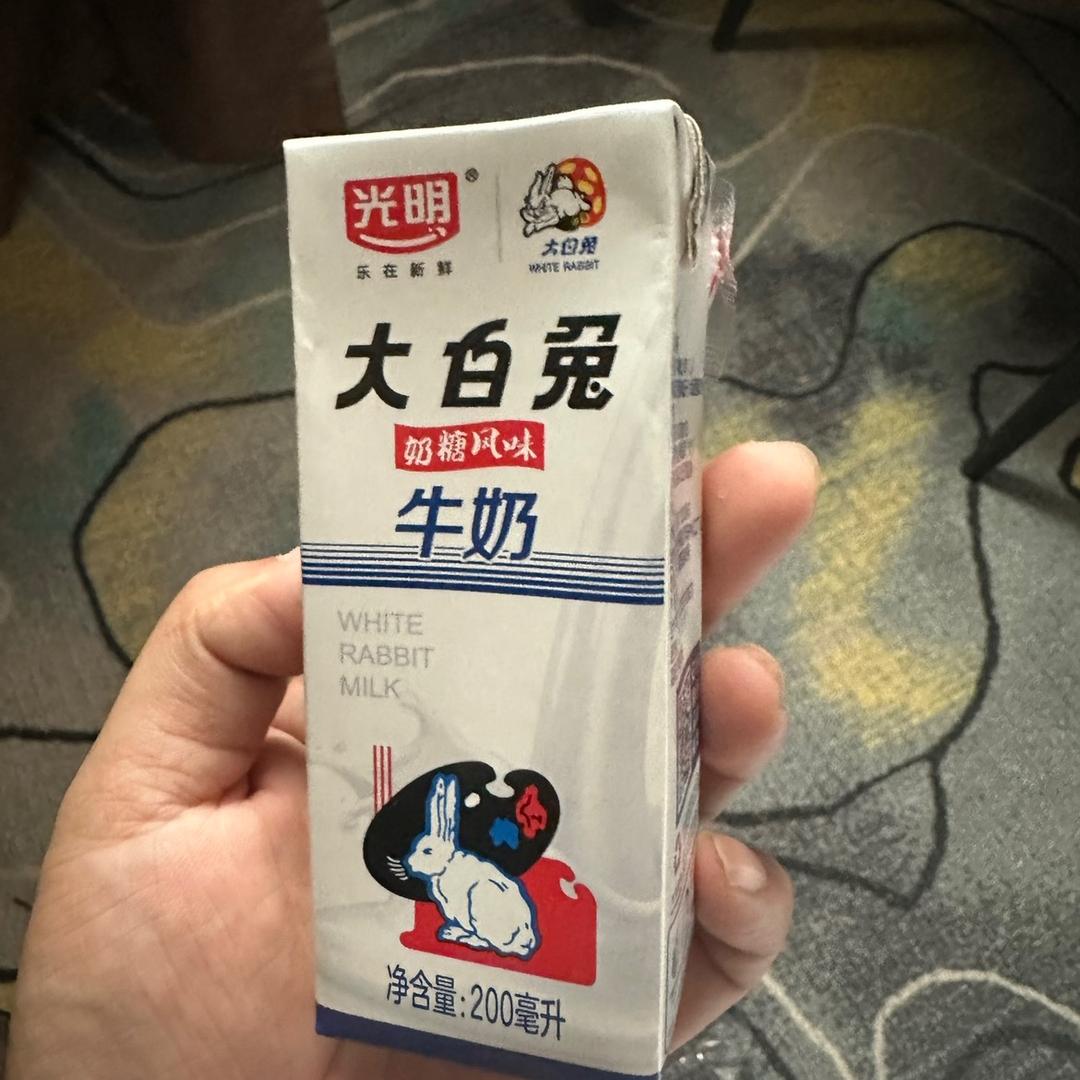 光明®
乐在新鲜
大白兔
WHITE RABBIT
大白兔
奶糖风味
牛奶
WHITE
RABBIT
MILK
净含量:200毫升